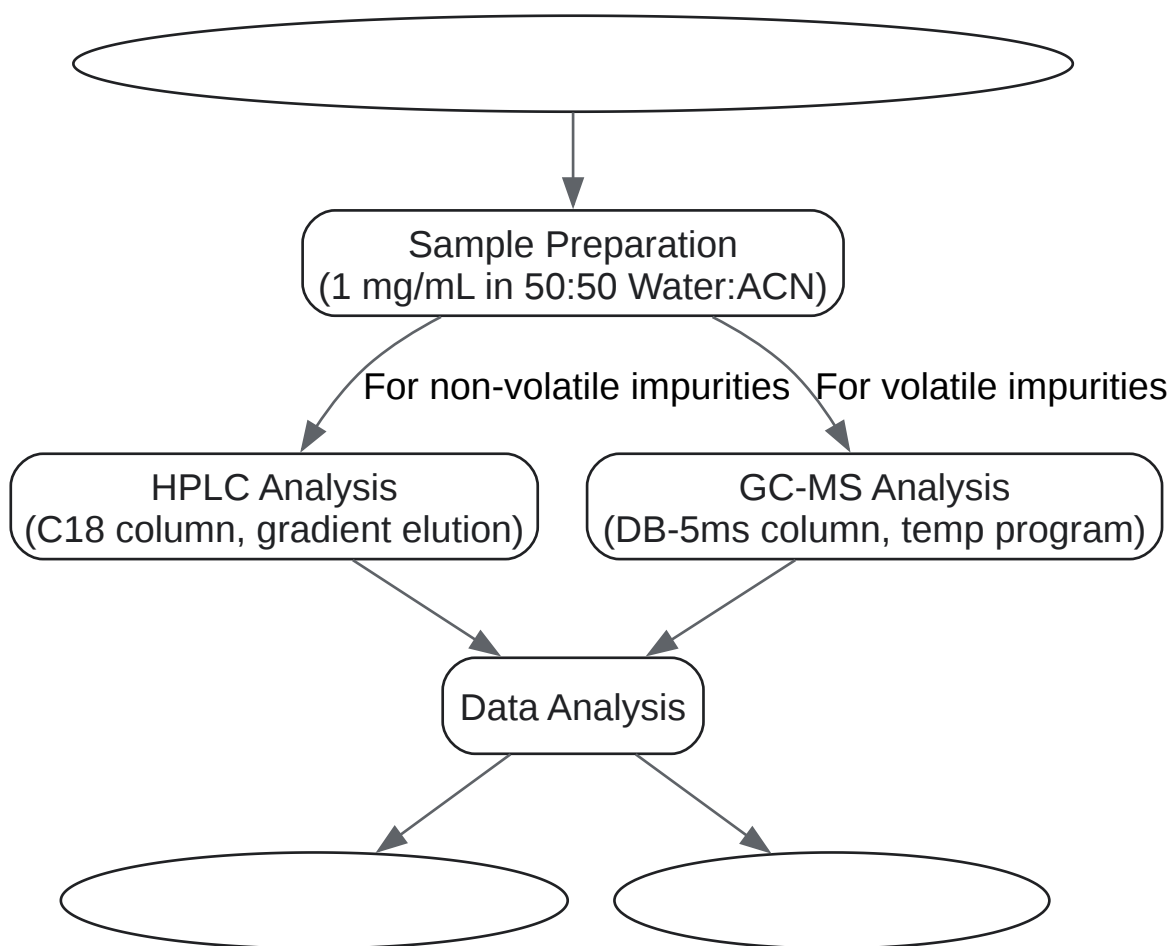 Sample Preparation
(1 mg/mL in 50:50 Water:ACN)
For non-volatile impurities
For volatile impurities
HPLC Analysis
(C18 column, gradient elution)
GC-MS Analysis
(DB-5ms column, temp program)
Data Analysis